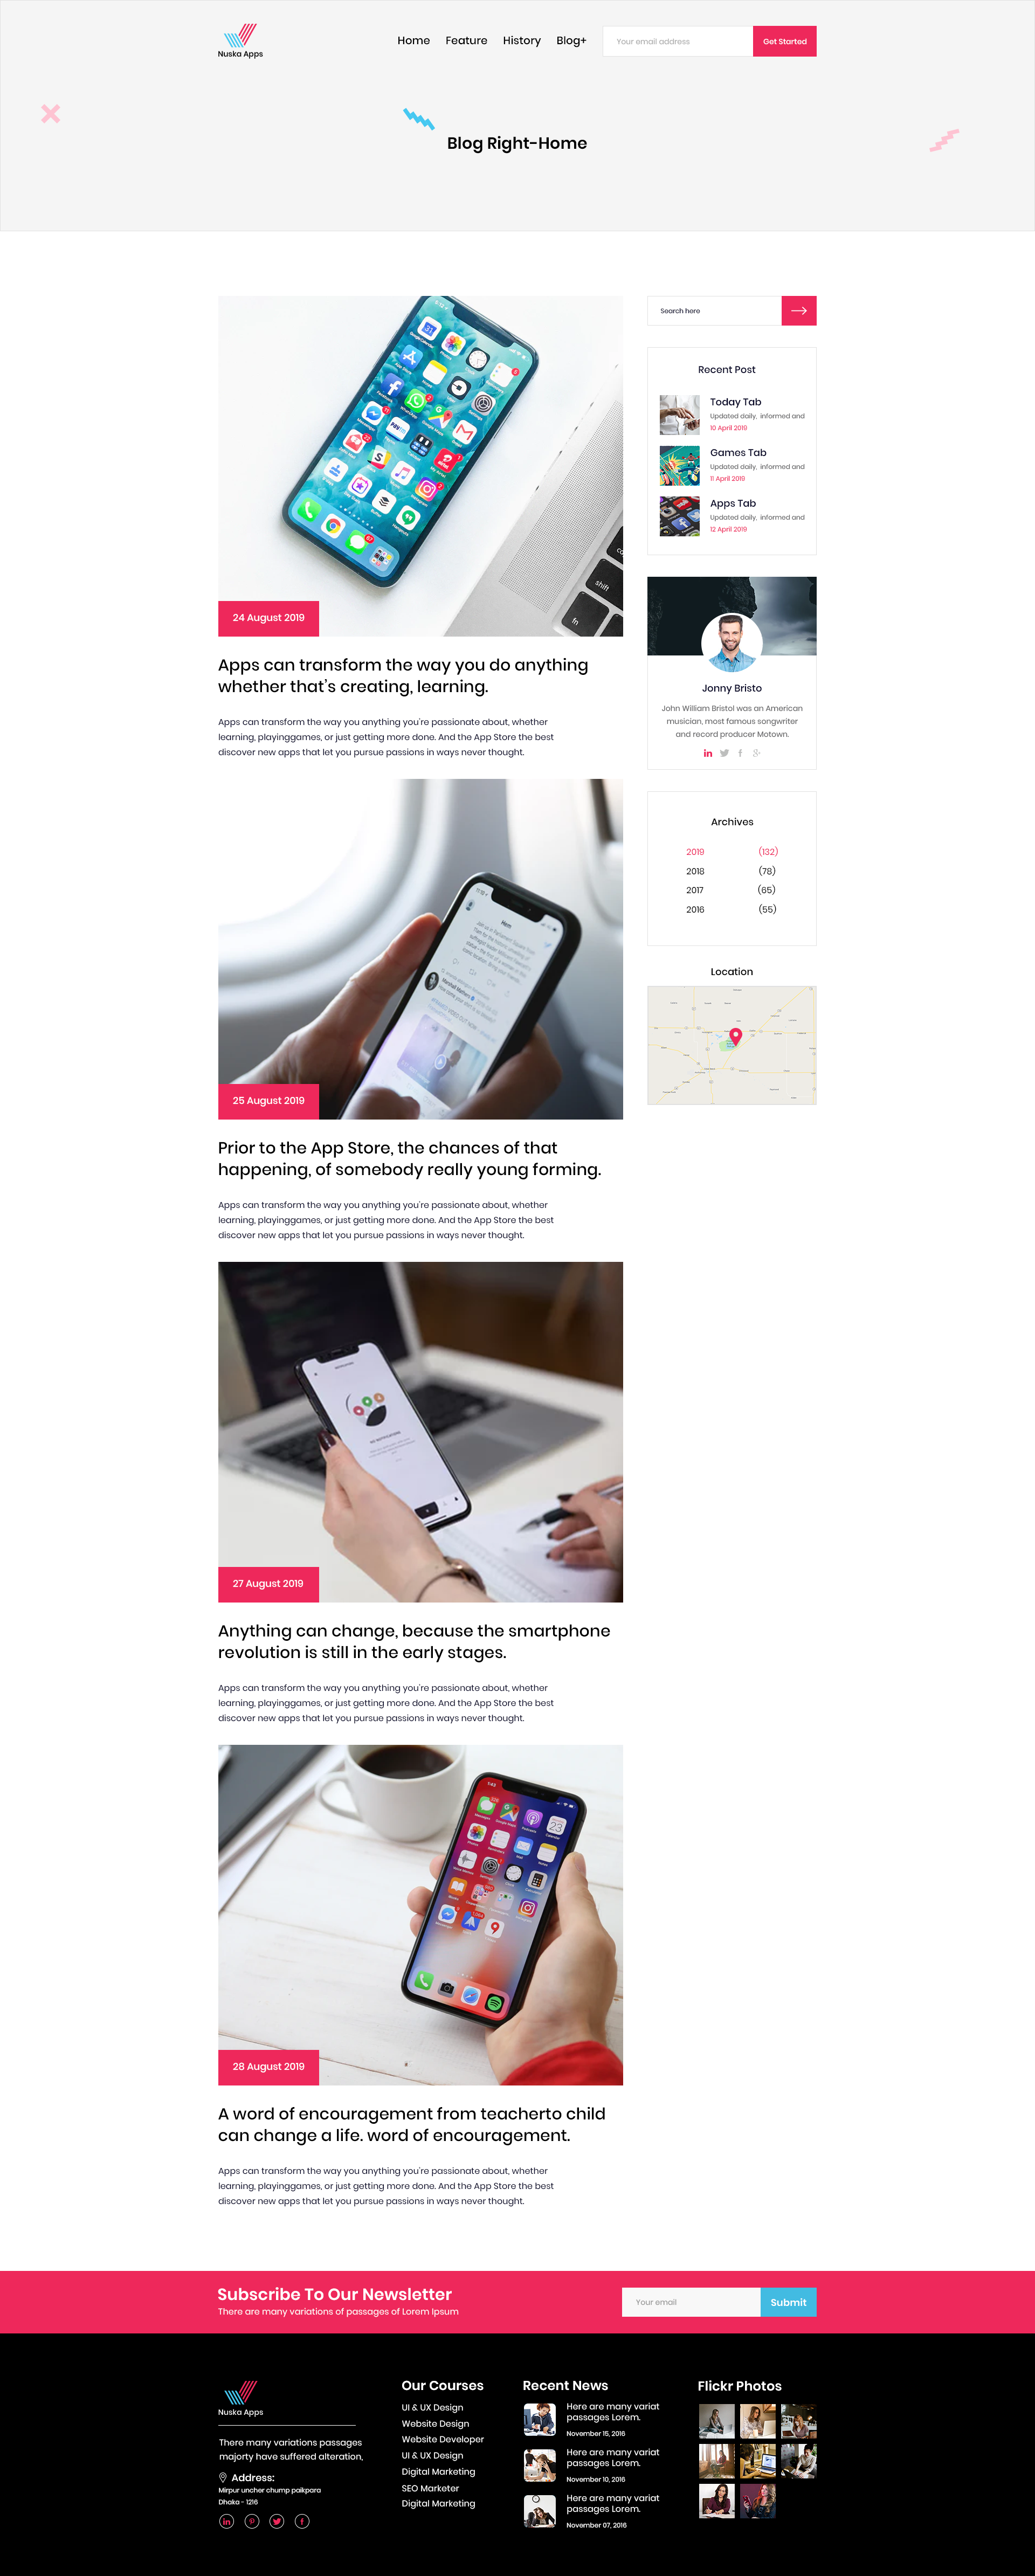 Nuska Apps
Home Feature History Blog+
Your email address
Get Started
Blog Right-Home
24 August 2019
Apps can transform the way you do anything
whether that's creating, learning.
Apps can transform the way you anything you're passionate about, whether
learning, playinggames, or just getting more done. And the App Store the best
discover new apps that let you pursue passions in ways never thought.
25 August 2019
Prior to the App Store, the chances of that
happening, of somebody really young forming.
Apps can transform the way you anything you're passionate about, whether
learning, playinggames, or just getting more done. And the App Store the best
discover new apps that let you pursue passions in ways never thought.
27 August 2019
Anything can change, because the smartphone
revolution is still in the early stages.
Apps can transform the way you anything you're passionate about, whether
learning, playinggames, or just getting more done. And the App Store the best
discover new apps that let you pursue passions in ways never thought.
28 August 2019
A word of encouragement from teacherto child
can change a life. word of encouragement.
Apps can transform the way you anything you're passionate about, whether
learning, playinggames, or just getting more done. And the App Store the best
discover new apps that let you pursue passions in ways never thought.
Search here
Recent Post
Today Tab
Updated daily, informed and
10 April 2019
Games Tab
Updated daily, informed and
11 April 2019
Apps Tab
Updated daily, informed and
12 April 2019
Jonny Bristo
John William Bristol was an American
musician, most famous songwriter
and record producer Motown.
Archives
2019 (132)
2018 (78)
2017 (65)
2016 (55)
Location
Subscribe To Our Newsletter
There are many variations of passages of Lorem Ipsum
Your email
Submit
Nuska Apps
There many variations passages
majorty have suffered alteration,
Address:
Mirpur uncher chump paikpara
Dhaka - 1216
Our Courses
UI & UX Design
Website Design
Website Developer
UI & UX Design
Digital Marketing
SEO Marketer
Digital Marketing
Recent News
Here are many variat
passages Lorem.
November 15, 2016
Here are many variat
passages Lorem.
November 10, 2016
Here are many variat
passages Lorem.
November 07, 2016
Flickr Photos